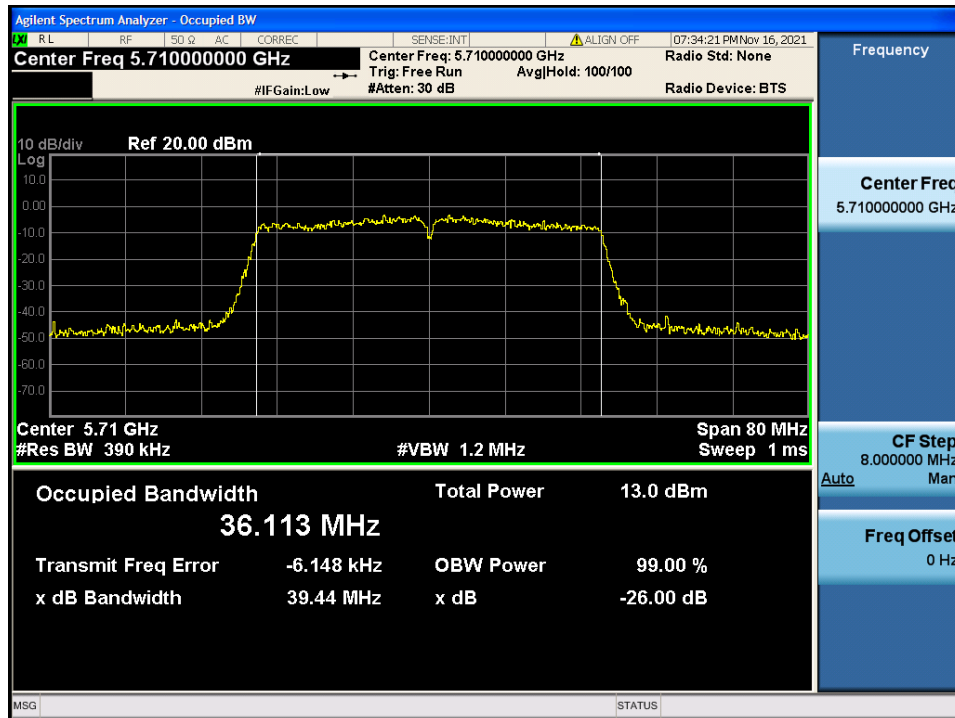 Agilent Spectrum Analyzer - Occupied BW
LXI RL RF 50 Ω AC CORREC SENSE:INT ALIGN OFF 07:34:21 PM Nov 16, 2021
Center Freq 5.710000000 GHz
Center Freq: 5.710000000 GHz
Radio Std: None
Trig: Free Run Avg|Hold: 100/100
#IFGain:Low #Atten: 30 dB Radio Device: BTS
10 dB/div Ref 20.00 dBm
Log
10.0
0.00
-10.0
-20.0
-30.0
-40.0
-50.0
-60.0
-70.0
Center 5.71 GHz Span 80 MHz
#Res BW 390 kHz #VBW 1.2 MHz Sweep 1 ms
Occupied Bandwidth Total Power 13.0 dBm
36.113 MHz
Transmit Freq Error -6.148 kHz OBW Power 99.00 %
x dB Bandwidth 39.44 MHz x dB -26.00 dB
MSG STATUS
Frequency
Center Freq
5.710000000 GHz
CF Step
8.000000 MHz
Auto Man
Freq Offset
0 Hz